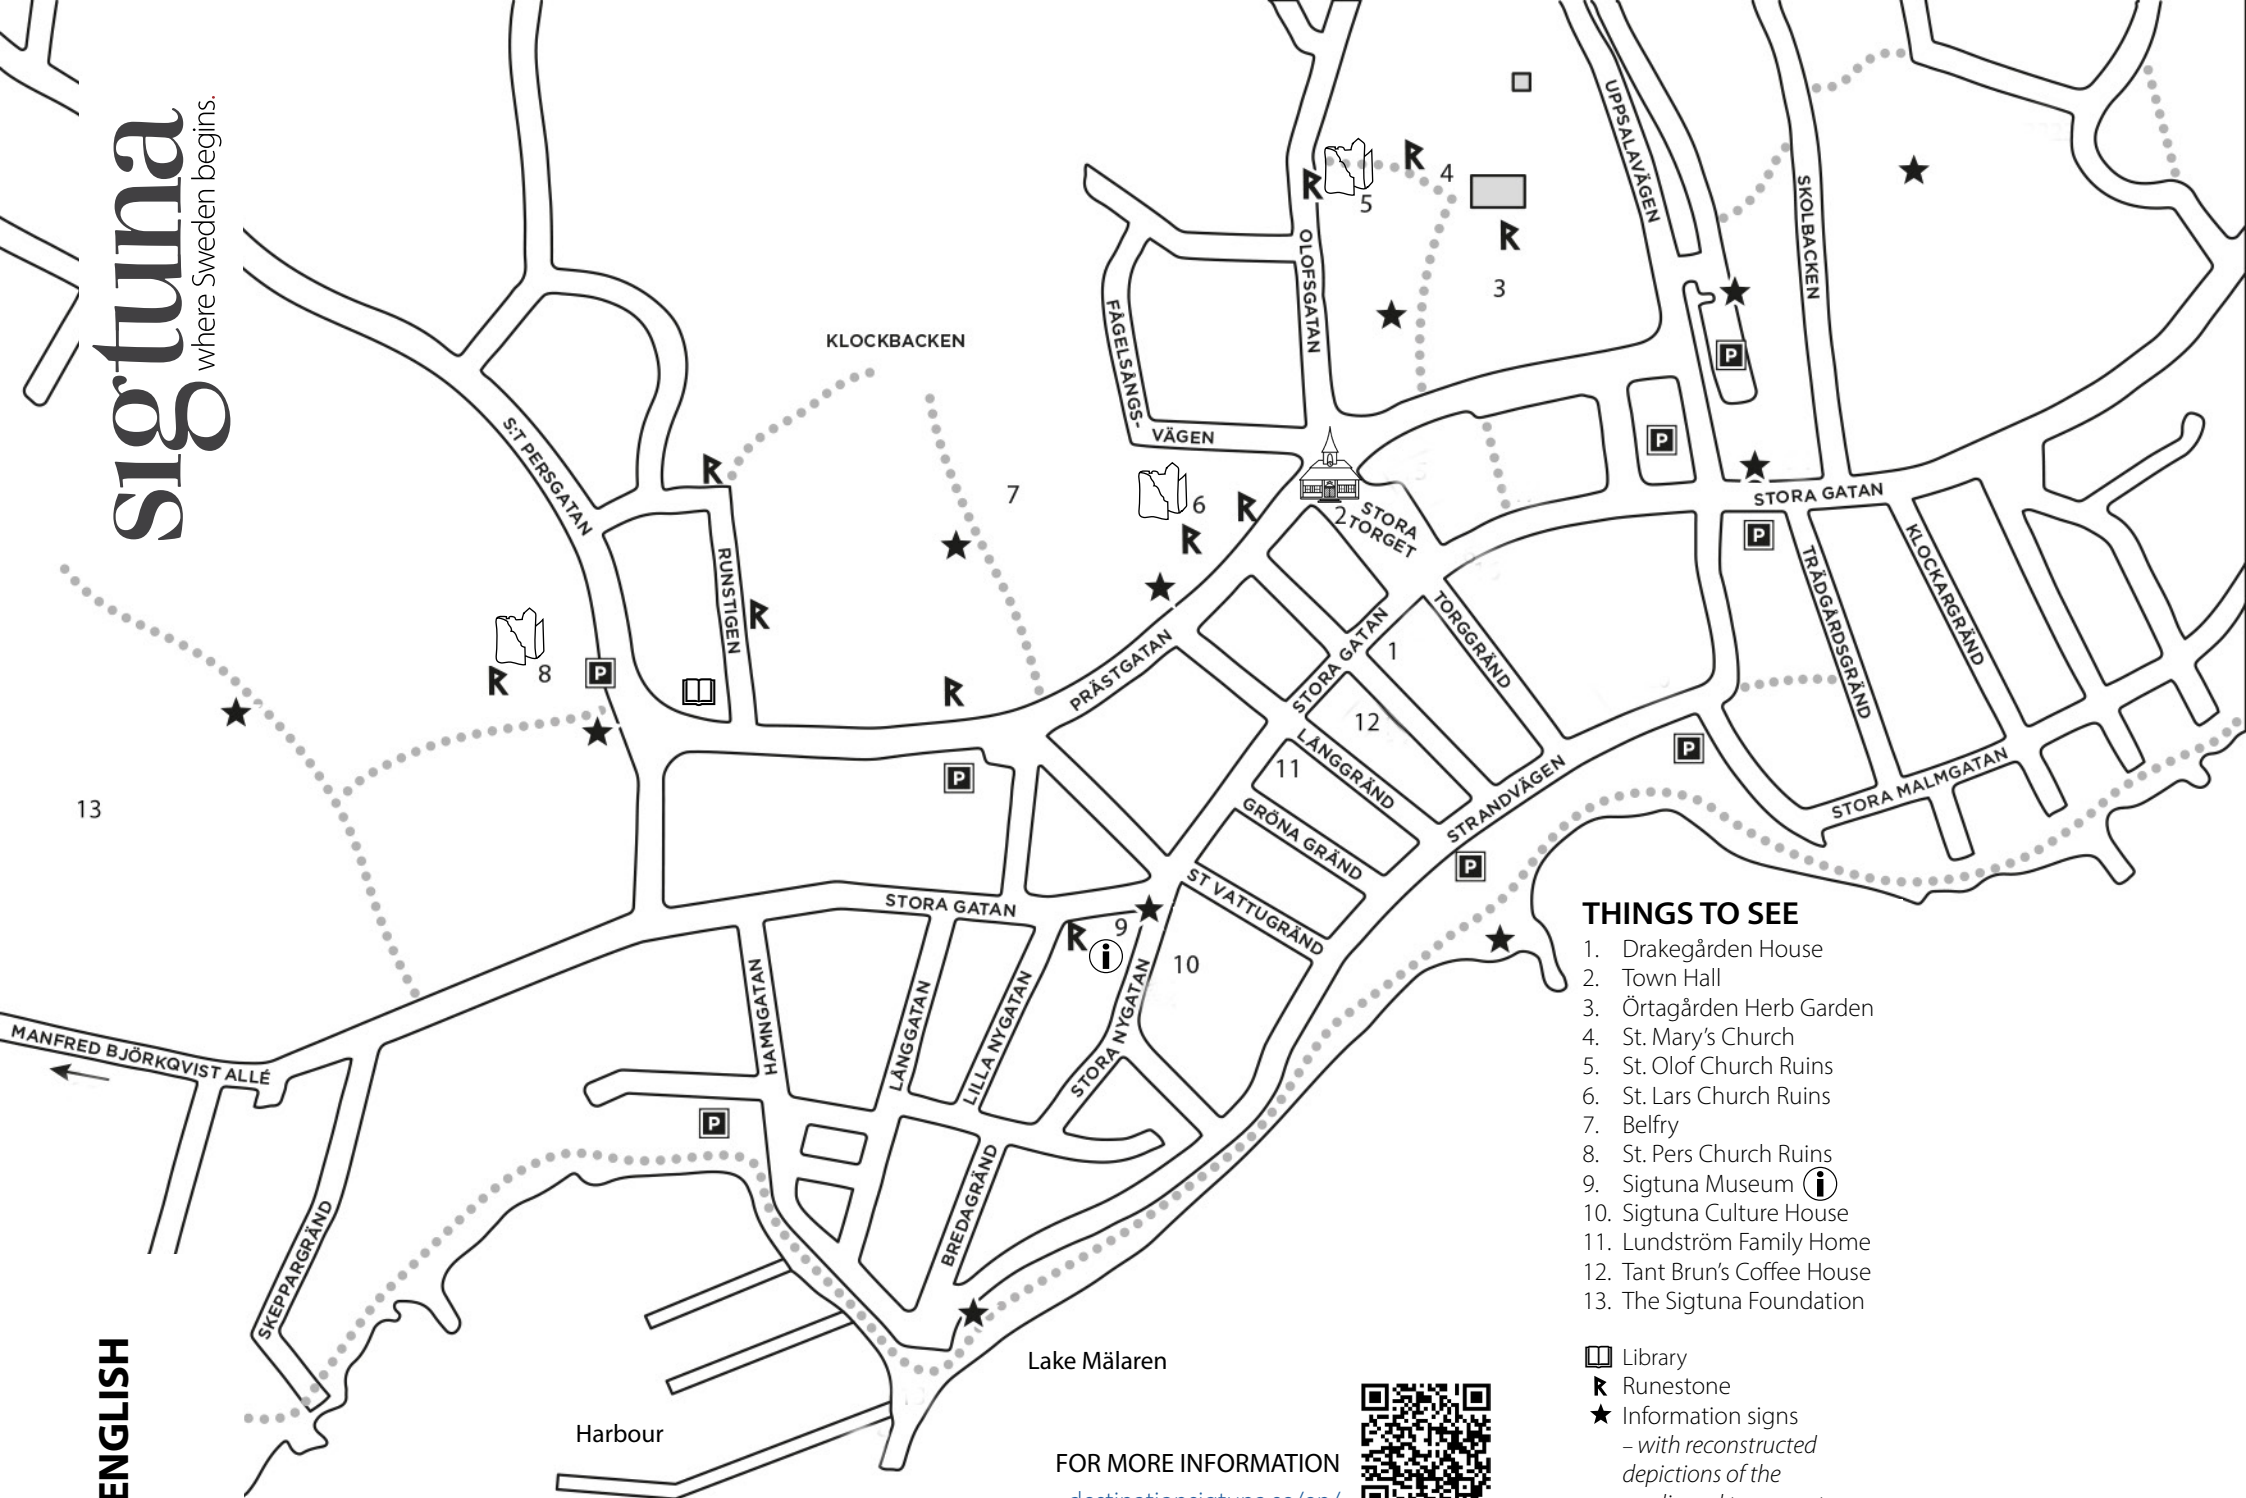 sigtuna
where Sweden begins.
ENGLISH
KLOCKBACKEN
S:T PERSGATAN
RUNSTIGEN
FÅGELSÅNGS-
VÄGEN
OLOFSGATAN
UPPSALAVÄGEN
SKOLBACKEN
STORA
TORGET
STORA GATAN
TRÄDGÅRDSGRÄND
KLOCKARGRÄND
STORA MALMGATAN
TORGGRÄND
STORA GATAN
PRÄSTGATAN
LÅNGGRÄND
GRÖNA GRÄND
ST VATTUGRÄND
STRANDVÄGEN
STORA GATAN
HAMNGATAN
LÅNGGATAN
LILLA NYGATAN
STORA NYGATAN
BREDAGRÄND
MANFRED BJÖRKQVIST ALLÉ
SKEPPARGRÄND
1
2
3
4
5
6
7
8
9
10
11
12
13
P
P
P
P
P
P
P
P
P
Lake Mälaren
Harbour
FOR MORE INFORMATION
destinationsigtuna.se/en/
THINGS TO SEE
1. Drakegården House
2. Town Hall
3. Örtagården Herb Garden
4. St. Mary's Church
5. St. Olof Church Ruins
6. St. Lars Church Ruins
7. Belfry
8. St. Pers Church Ruins
9. Sigtuna Museum i
10. Sigtuna Culture House
11. Lundström Family Home
12. Tant Brun's Coffee House
13. The Sigtuna Foundation
Library
Runestone
Information signs
– with reconstructed
depictions of the